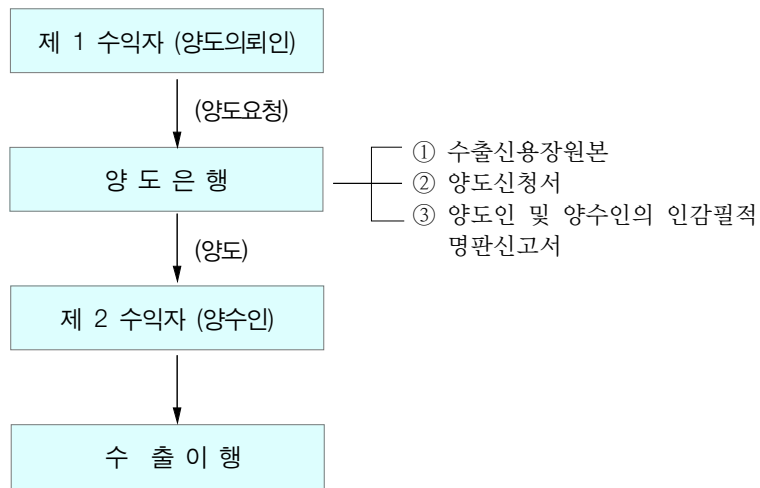 제 1 수익자 (양도의뢰인)
(양도요청)
양 도 은 행
① 수출신용장원본
② 양도신청서
③ 양도인 및 양수인의 인감필적
명판신고서
(양도)
제 2 수익자 (양수인)
수 출 이 행